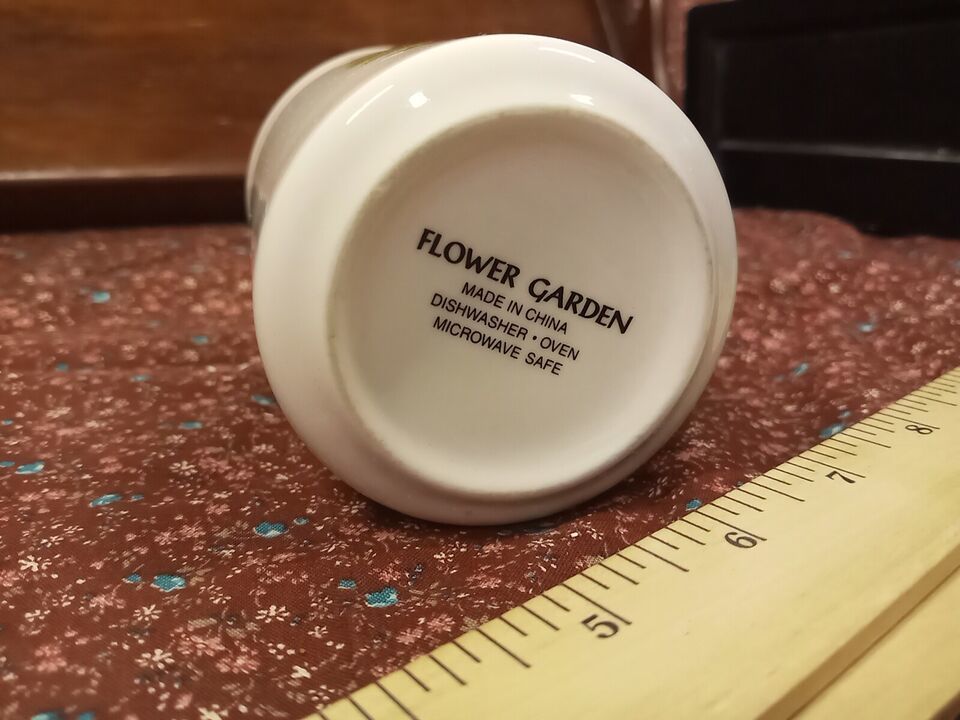 FLOWER GARDEN
MADE IN CHINA
DISHWASHER • OVEN
MICROWAVE SAFE
5
6
7
8